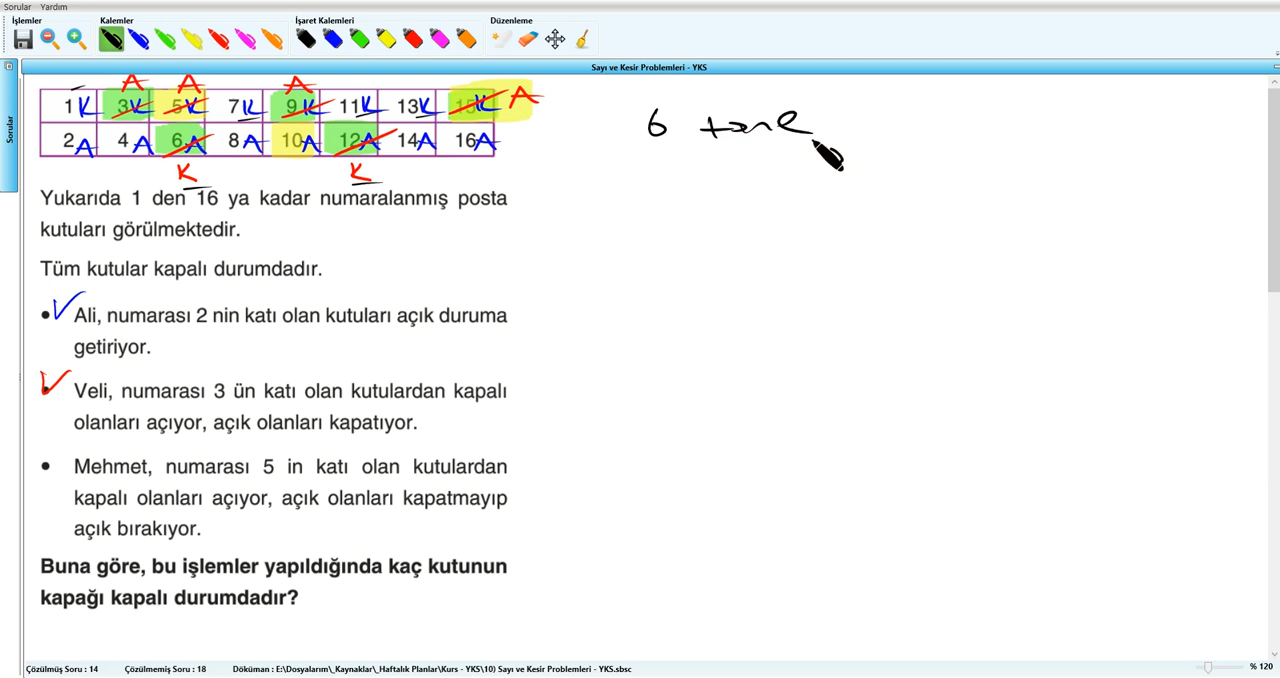 Sorular Yardım
İşlemler Kalemler İşaret Kalemleri Düzenleme
Sayı ve Kesir Problemleri - YKS
Sorular
A A A
1 K 3 K 5 K 7 K 9 K 11 K 13 K 15 K A
2 A 4 A 6 A 8 A 10 A 12 A 14 A 16 A
K K
6 tane
Yukarıda 1 den 16 ya kadar numaralanmış posta
kutuları görülmektedir.
Tüm kutular kapalı durumdadır.
• Ali, numarası 2 nin katı olan kutuları açık duruma
getiriyor.
• Veli, numarası 3 ün katı olan kutulardan kapalı
olanları açıyor, açık olanları kapatıyor.
• Mehmet, numarası 5 in katı olan kutulardan
kapalı olanları açıyor, açık olanları kapatmayıp
açık bırakıyor.
Buna göre, bu işlemler yapıldığında kaç kutunun
kapağı kapalı durumdadır?
Çözülmüş Soru : 14 Çözülmemiş Soru : 18 Döküman : E:\Dosyalarım\_Kaynaklar\_Haftalık Planlar\Kurs - YKS\10) Sayı ve Kesir Problemleri - YKS.sbsc % 120